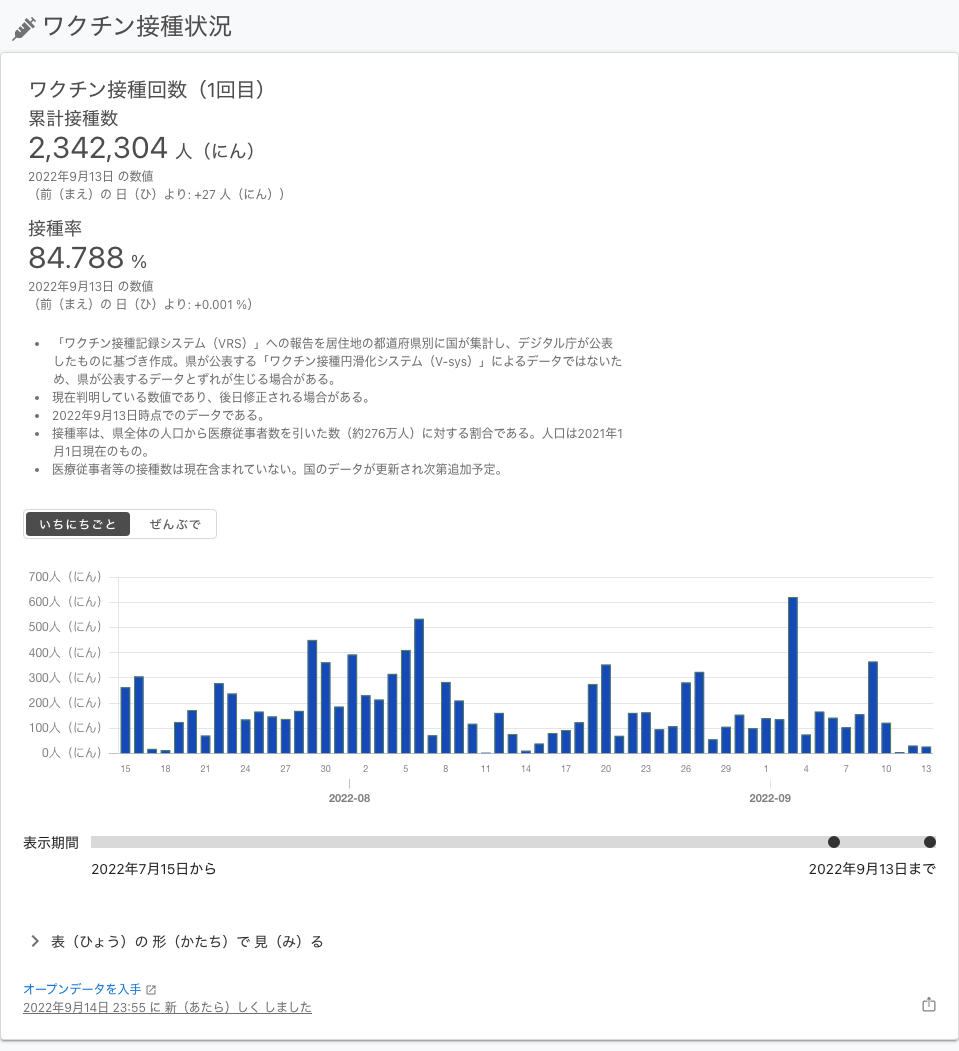 ワクチン接種状況
ワクチン接種回数（1回目）
累計接種数
2,342,304 人（にん）
2022年9月13日 の数値
（前（まえ）の 日（ひ）より: +27 人（にん））
接種率
84.788 %
2022年9月13日 の数値
（前（まえ）の 日（ひ）より: +0.001 %）
• 「ワクチン接種記録システム（VRS）」への報告を居住地の都道府県別に国が集計し、デジタル庁が公表
したものに基づき作成。県が公表する「ワクチン接種円滑化システム（V-sys）」によるデータではないた
め、県が公表するデータとずれが生じる場合がある。
• 現在判明している数値であり、後日修正される場合がある。
• 2022年9月13日時点でのデータである。
• 接種率は、県全体の人口から医療従事者数を引いた数（約276万人）に対する割合である。人口は2021年1
月1日現在のもの。
• 医療従事者等の接種数は現在含まれていない。国のデータが更新され次第追加予定。
いちにちごと ぜんぶで
700人（にん）
600人（にん）
500人（にん）
400人（にん）
300人（にん）
200人（にん）
100人（にん）
0人（にん）
15 18 21 24 27 30 2 5 8 11 14 17 20 23 26 29 1 4 7 10 13
2022-08 2022-09
表示期間
2022年7月15日から 2022年9月13日まで
表（ひょう）の 形（かたち）で 見（み）る
オープンデータを入手
2022年9月14日 23:55 に 新（あたら）しく しました